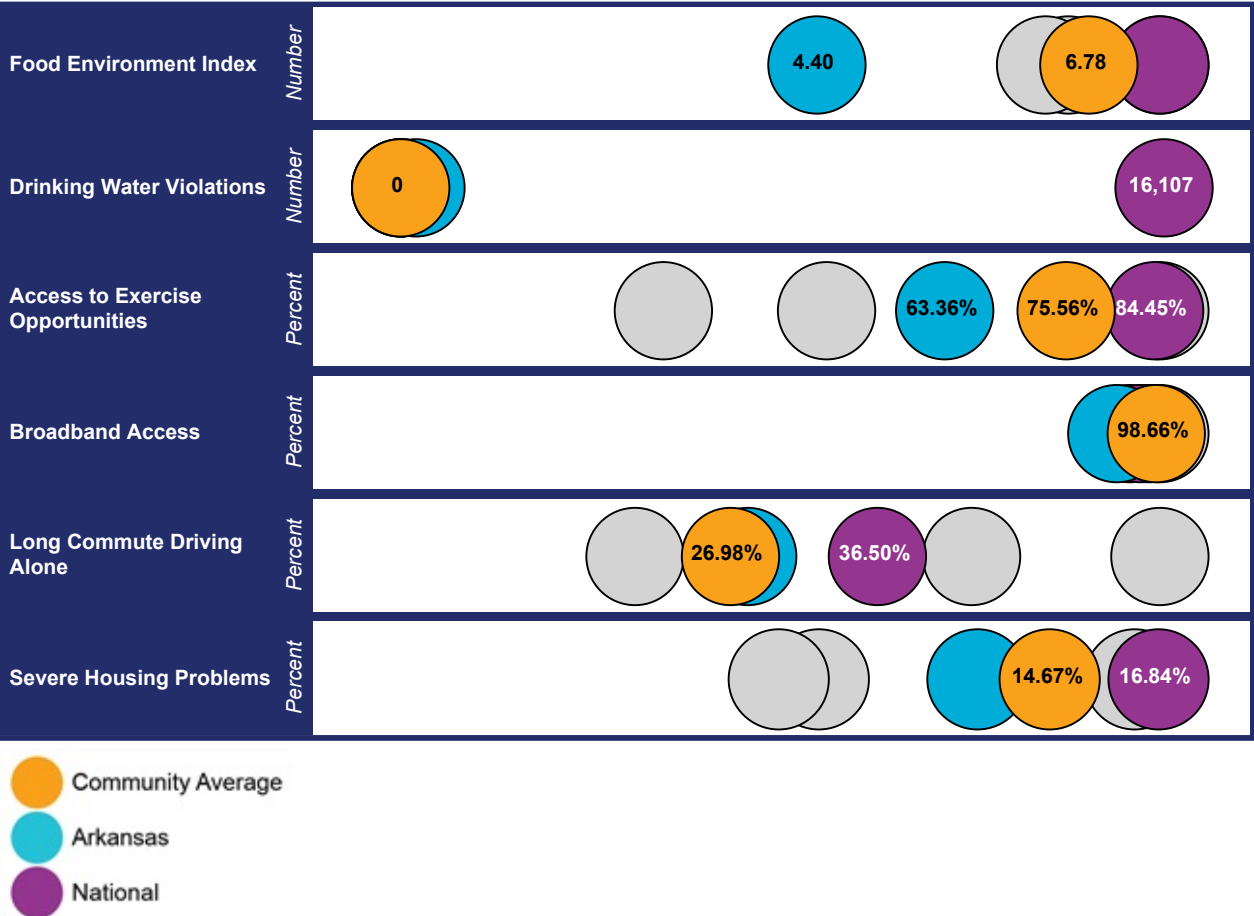 Food Environment Index
Number
4.40
6.78
Drinking Water Violations
Number
0
16,107
Access to Exercise
Opportunities
Percent
63.36%
75.56%
84.45%
Broadband Access
Percent
98.66%
Long Commute Driving
Alone
Percent
26.98%
36.50%
Severe Housing Problems
Percent
14.67%
16.84%
Community Average
Arkansas
National